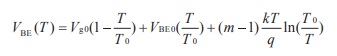 V_BE(T) = V_g0(1 − T/T_0) + V_BE0(T/T_0) + (m − 1)(kT/q)ln(T_0/T)